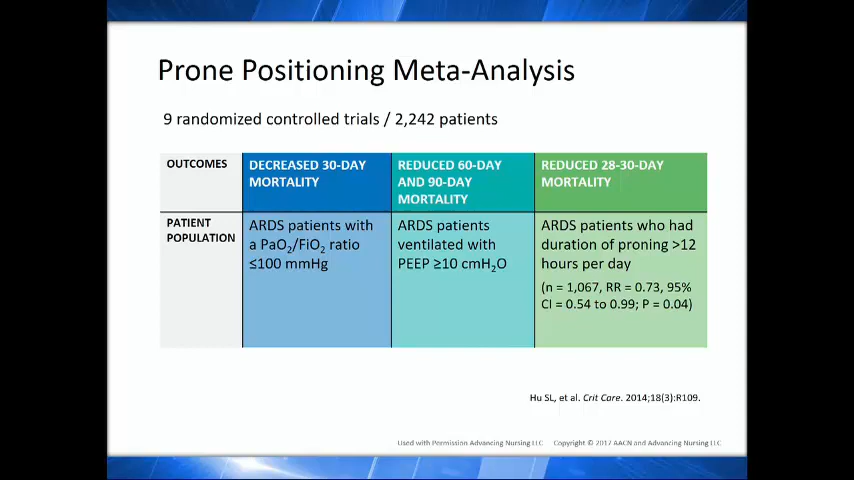 Prone Positioning Meta-Analysis
9 randomized controlled trials / 2,242 patients
OUTCOMES
DECREASED 30-DAY
MORTALITY
REDUCED 60-DAY
AND 90-DAY
MORTALITY
REDUCED 28-30-DAY
MORTALITY
PATIENT
POPULATION
ARDS patients with
a PaO₂/FiO₂ ratio
≤100 mmHg
ARDS patients
ventilated with
PEEP ≥10 cmH₂O
ARDS patients who had
duration of proning >12
hours per day
(n = 1,067, RR = 0.73, 95%
CI = 0.54 to 0.99; P = 0.04)
Hu SL, et al. Crit Care. 2014;18(3):R109.
Used with Permission Advancing Nursing LLC Copyright © 2017 AACN and Advancing Nursing LLC